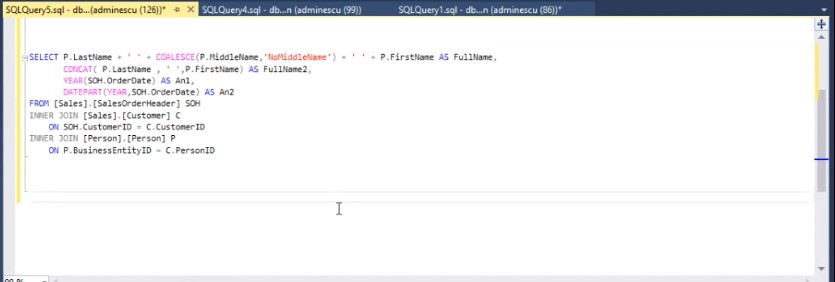 SQLQuery5.sql - db...(adminescu (126))* SQLQuery4.sql - db...n (adminescu (99)) SQLQuery1.sql - db...n (adminescu (86))*
SELECT P.LastName + ' ' + COALESCE(P.MiddleName,'NoMiddleName') + ' ' + P.FirstName AS FullName,
CONCAT( P.LastName , ' ',P.FirstName) AS FullName2,
YEAR(SOH.OrderDate) AS An1,
DATEPART(YEAR,SOH.OrderDate) AS An2
FROM [Sales].[SalesOrderHeader] SOH
INNER JOIN [Sales].[Customer] C
ON SOH.CustomerID = C.CustomerID
INNER JOIN [Person].[Person] P
ON P.BusinessEntityID = C.PersonID